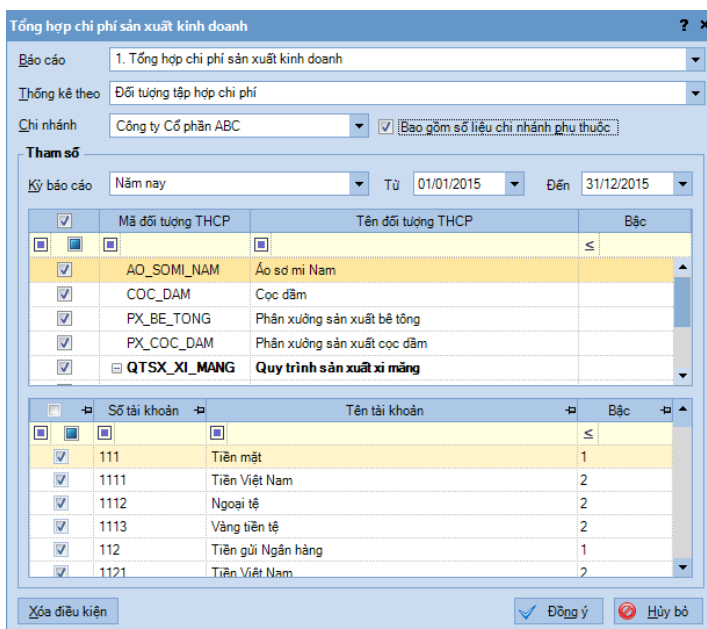 Tổng hợp chi phí sản xuất kinh doanh ? ×
Báo cáo 1. Tổng hợp chi phí sản xuất kinh doanh
Thống kê theo Đối tượng tập hợp chi phí
Chi nhánh Công ty Cổ phần ABC Bao gồm số liệu chi nhánh phụ thuộc
Tham số
Kỳ báo cáo Năm nay Từ 01/01/2015 Đến 31/12/2015
Mã đối tượng THCP Tên đối tượng THCP Bậc
≤
AO_SOMI_NAM Áo sơ mi Nam
COC_DAM Cọc dầm
PX_BE_TONG Phân xưởng sản xuất bê tông
PX_COC_DAM Phân xưởng sản xuất cọc dầm
QTSX_XI_MANG Quy trình sản xuất xi măng
Số tài khoản Tên tài khoản Bậc
≤
111 Tiền mặt 1
1111 Tiền Việt Nam 2
1112 Ngoại tệ 2
1113 Vàng tiền tệ 2
112 Tiền gửi Ngân hàng 1
1121 Tiền Việt Nam 2
Xóa điều kiện Đồng ý Hủy bỏ